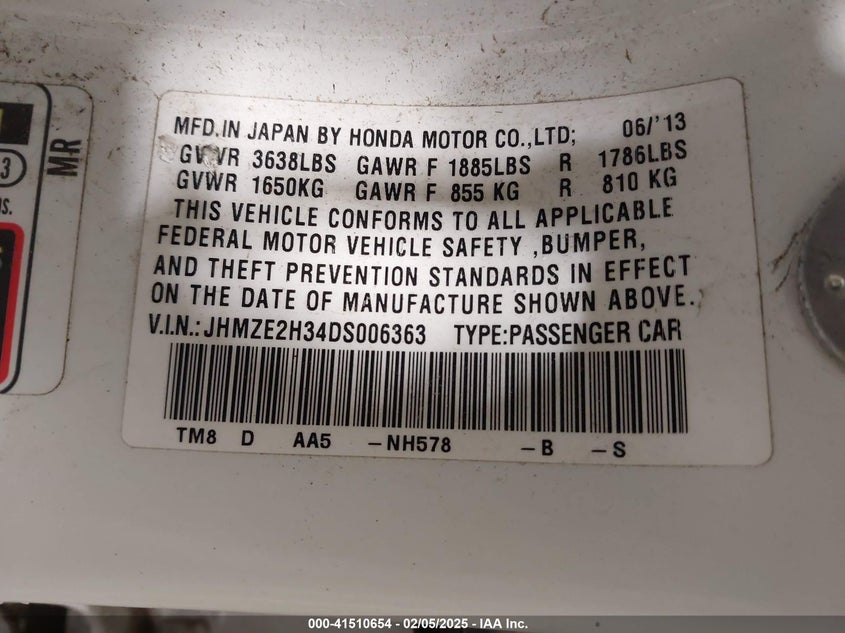 MFD.IN JAPAN BY HONDA MOTOR CO.,LTD; 06/'13
GVWR 3638LBS GAWR F 1885LBS R 1786LBS
GVWR 1650KG GAWR F 855 KG R 810 KG
THIS VEHICLE CONFORMS TO ALL APPLICABLE
FEDERAL MOTOR VEHICLE SAFETY ,BUMPER,
AND THEFT PREVENTION STANDARDS IN EFFECT
ON THE DATE OF MANUFACTURE SHOWN ABOVE.
V.I.N.: JHMZE2H34DS006363 TYPE:PASSENGER CAR
TM8 D AA5 -NH578 -B -S
MR
3
000-41510654 - 02/05/2025 - IAA Inc.